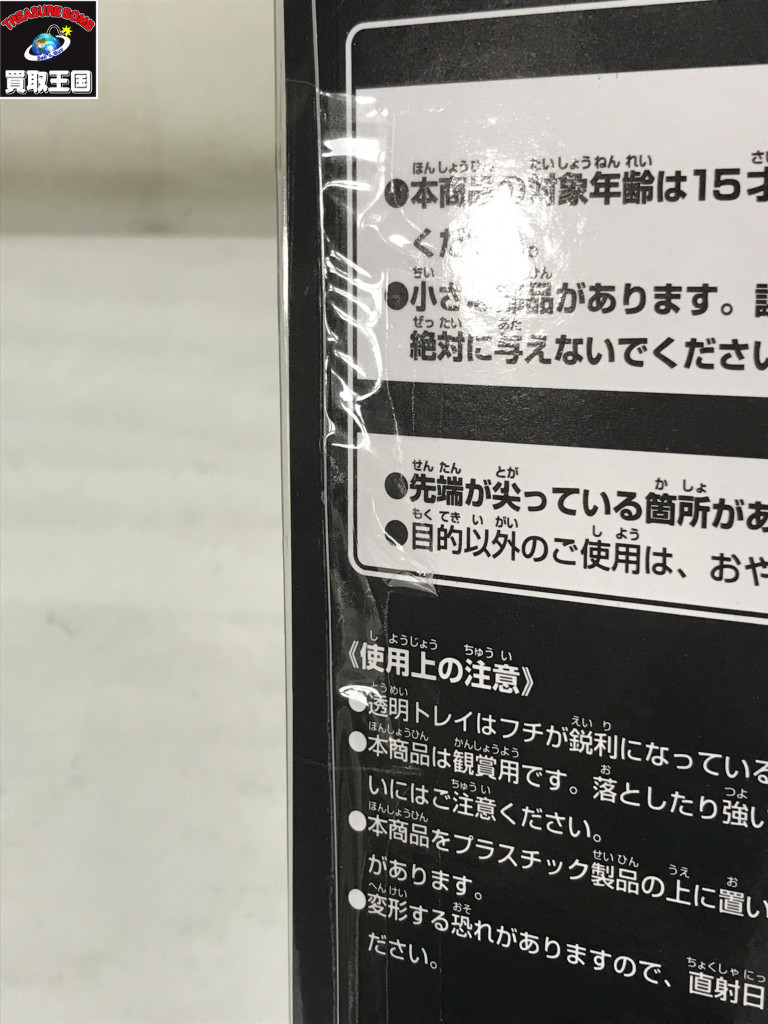 TREASURE BOMB
買取王国
●本商品の対象年齢は15才
くだ
●小さ 部品があります。
絶対に与えないでください
●先端が尖っている箇所があ
●目的以外のご使用は、おや
《使用上の注意》
●透明トレイはフチが鋭利になっている
●本商品は観賞用です。落としたり強い
いにはご注意ください。
●本商品をプラスチック製品の上に置い
があります。
●変形する恐れがありますので、直射日
ださい。